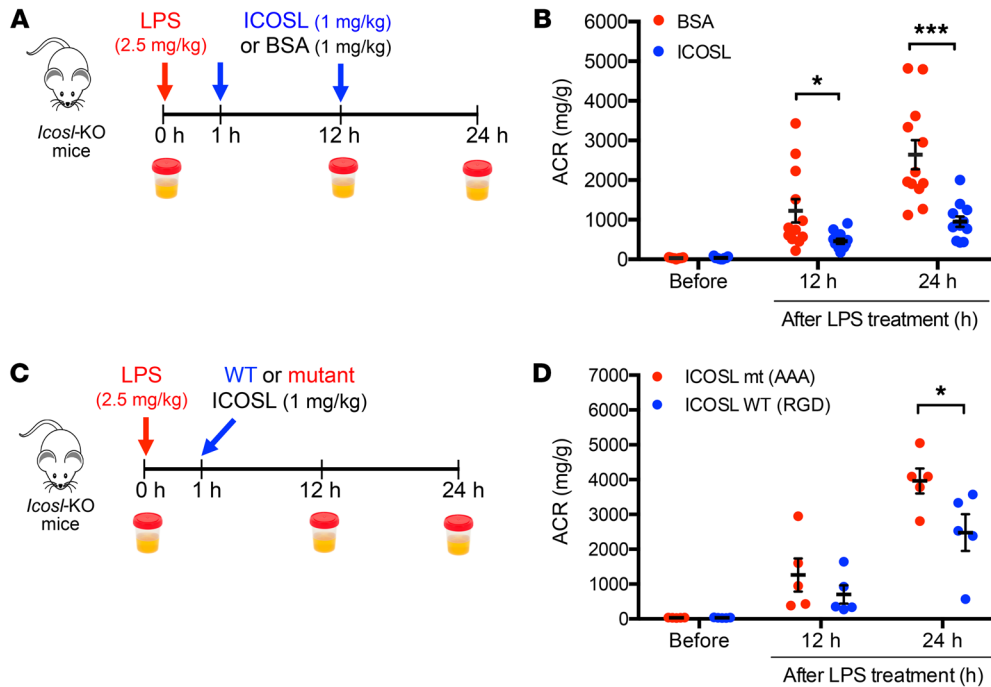 A
LPS
(2.5 mg/kg)
ICOSL (1 mg/kg)
or BSA (1 mg/kg)
Icosl-KO
mice
0 h
1 h
12 h
24 h
B
BSA
ICOSL
ACR (mg/g)
6000
5000
4000
3000
2000
1000
0
*
***
Before
12 h
24 h
After LPS treatment (h)
C
LPS
(2.5 mg/kg)
WT or mutant
ICOSL (1 mg/kg)
Icosl-KO
mice
0 h
1 h
12 h
24 h
D
ICOSL mt (AAA)
ICOSL WT (RGD)
ACR (mg/g)
7000
6000
5000
4000
3000
2000
1000
0
*
Before
12 h
24 h
After LPS treatment (h)